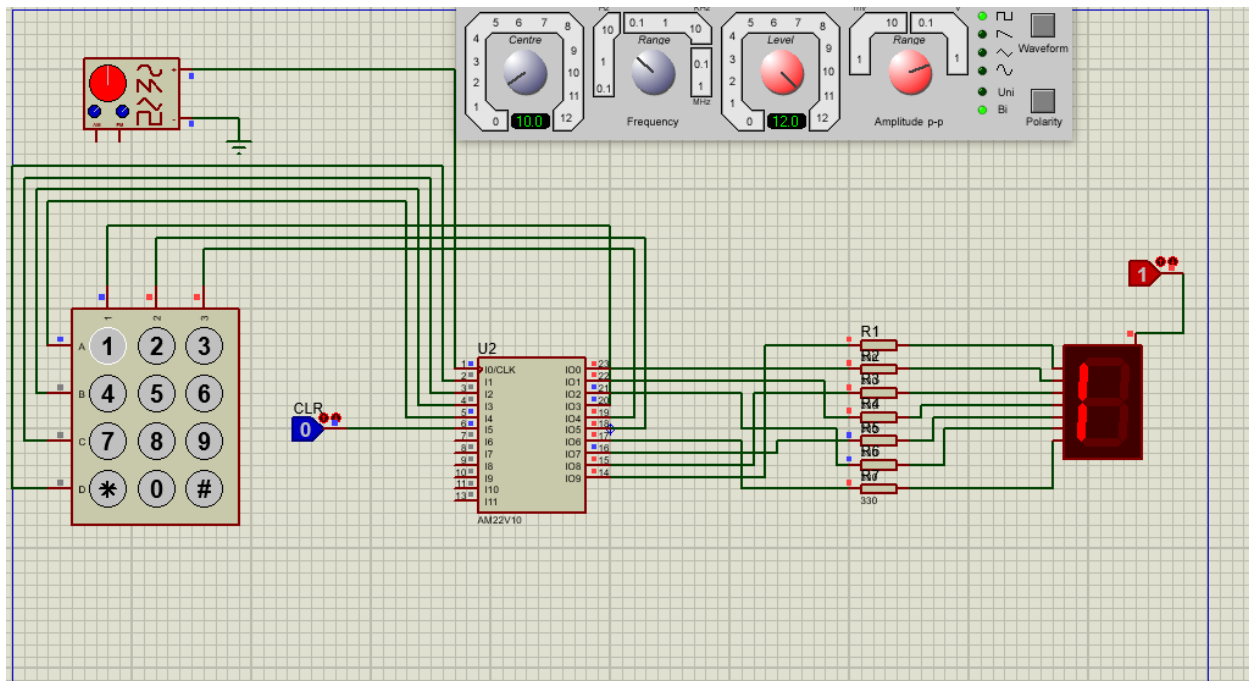 5 6 7 8
4 Centre 9
3 10
2 11
1 12
0 10.0
Hz KHz
10 0.1 1 10
1 0.1
0.1 1
MHz
Range
Frequency
5 6 7 8
4 Level 9
3 10
2 11
1 12
0 12.0
mV V
10 0.1
1 1
Range
Amplitude p-p
Waveform
Uni
Bi
Polarity
+
-
AM FM
1 2 3
A 1 2 3
B 4 5 6
C 7 8 9
D * 0 #
CLR
0
U2
1 I0/CLK IO0 23
2 I1 IO1 22
3 I2 IO2 21
4 I3 IO3 20
5 I4 IO4 19
6 I5 IO5 18
7 I6 IO6 17
8 I7 IO7 16
9 I8 IO8 15
10 I9 IO9 14
11 I10
13 I11
AM22V10
R1
R2
R3
R4
R5
R6
R7
330
1